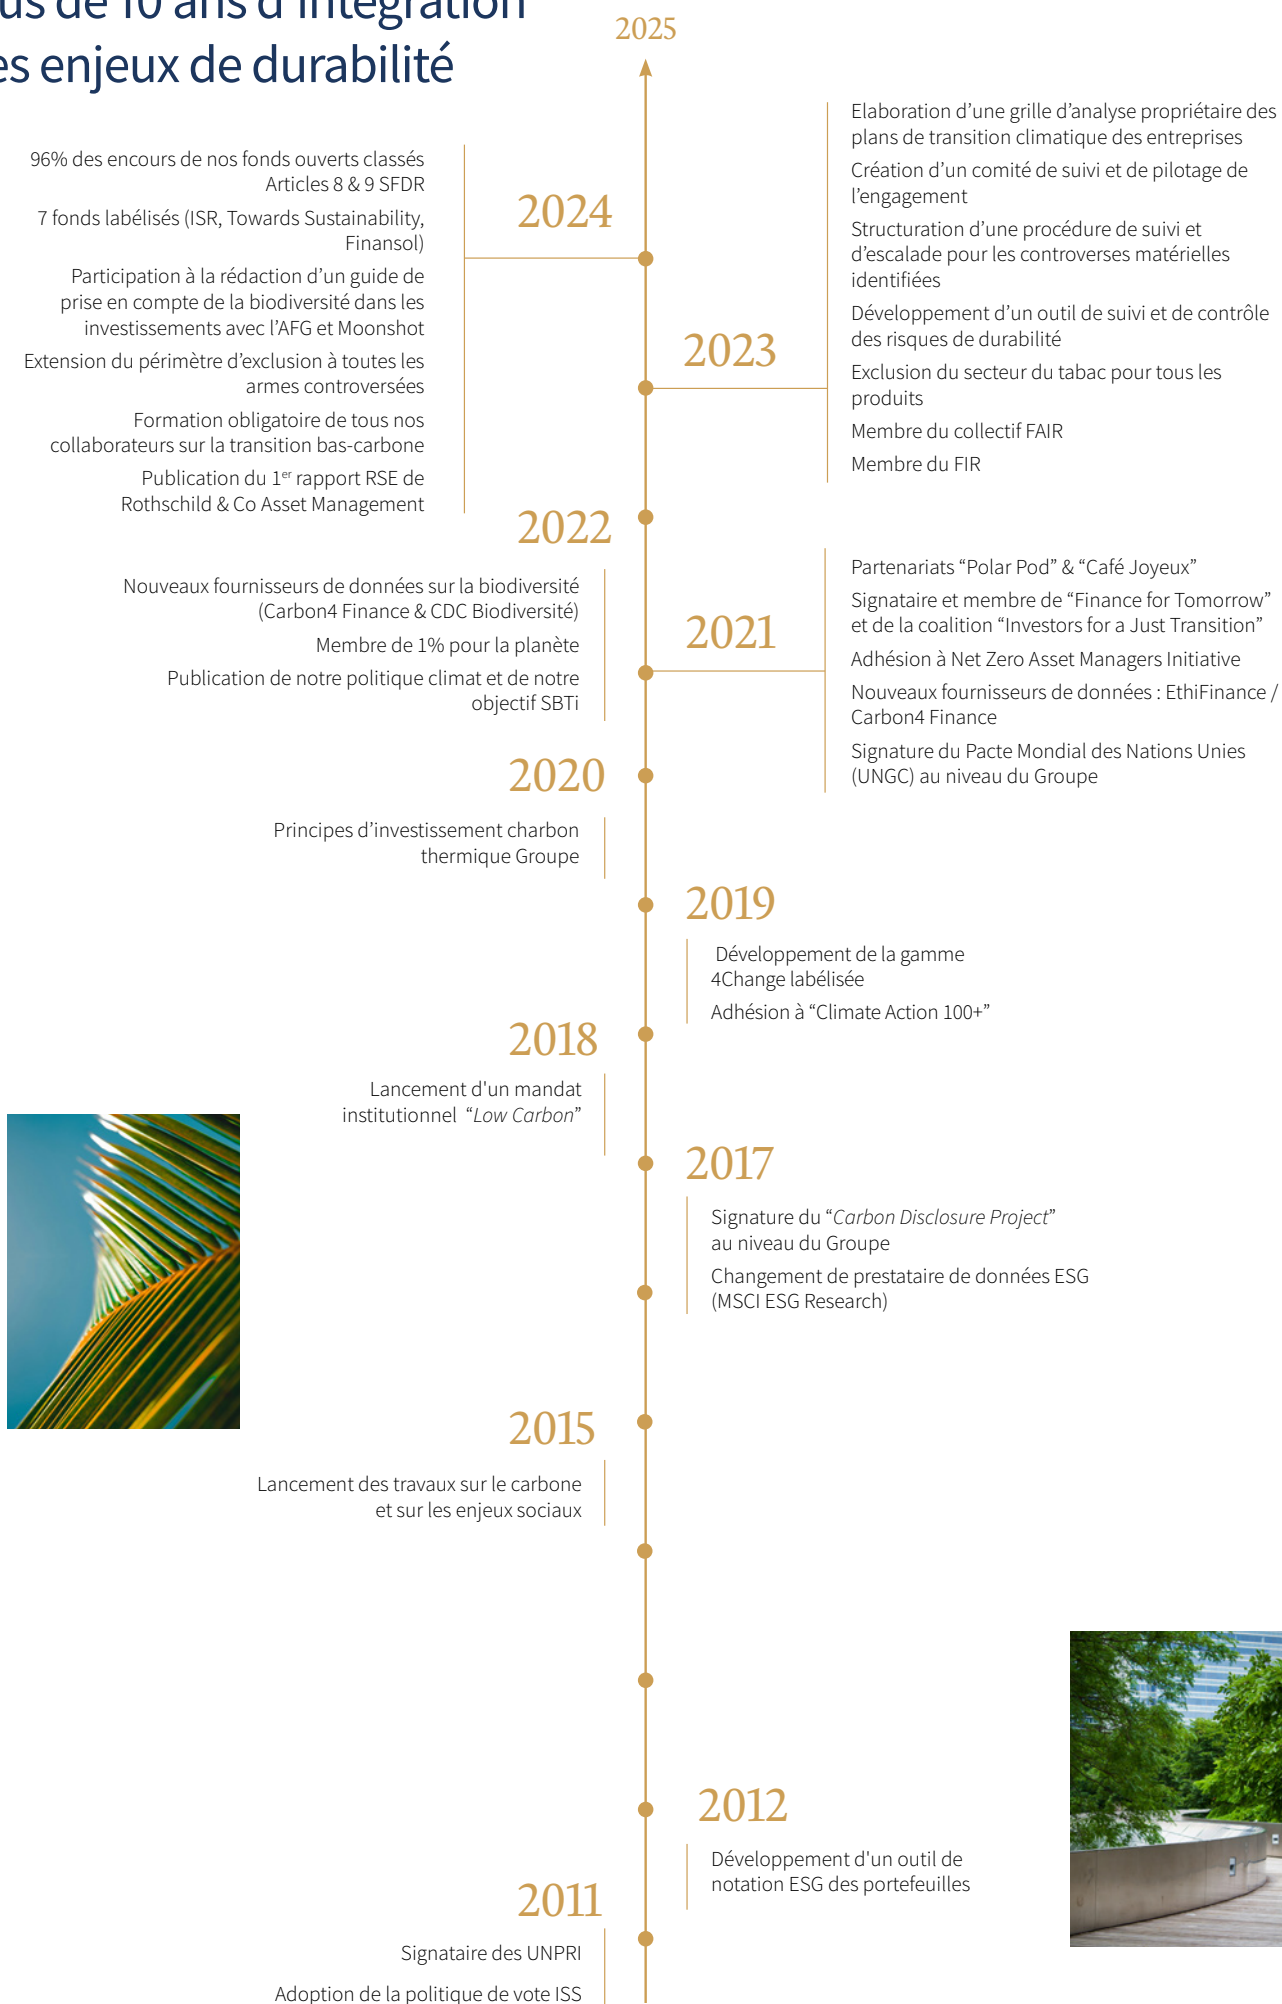 us de 10 ans d'intégration
es enjeux de durabilité
2025
2024
96% des encours de nos fonds ouverts classés
Articles 8 & 9 SFDR
7 fonds labélisés (ISR, Towards Sustainability,
Finansol)
Participation à la rédaction d’un guide de
prise en compte de la biodiversité dans les
investissements avec l’AFG et Moonshot
Extension du périmètre d’exclusion à toutes les
armes controversées
Formation obligatoire de tous nos
collaborateurs sur la transition bas-carbone
Publication du 1er rapport RSE de
Rothschild & Co Asset Management
2023
Elaboration d’une grille d’analyse propriétaire des
plans de transition climatique des entreprises
Création d’un comité de suivi et de pilotage de
l’engagement
Structuration d’une procédure de suivi et
d’escalade pour les controverses matérielles
identifiées
Développement d’un outil de suivi et de contrôle
des risques de durabilité
Exclusion du secteur du tabac pour tous les
produits
Membre du collectif FAIR
Membre du FIR
2022
Nouveaux fournisseurs de données sur la biodiversité
(Carbon4 Finance & CDC Biodiversité)
Membre de 1% pour la planète
Publication de notre politique climat et de notre
objectif SBTi
2021
Partenariats “Polar Pod” & “Café Joyeux”
Signataire et membre de “Finance for Tomorrow”
et de la coalition “Investors for a Just Transition”
Adhésion à Net Zero Asset Managers Initiative
Nouveaux fournisseurs de données : EthiFinance /
Carbon4 Finance
Signature du Pacte Mondial des Nations Unies
(UNGC) au niveau du Groupe
2020
Principes d’investissement charbon
thermique Groupe
2019
Développement de la gamme
4Change labélisée
Adhésion à “Climate Action 100+”
2018
Lancement d'un mandat
institutionnel “Low Carbon”
2017
Signature du “Carbon Disclosure Project”
au niveau du Groupe
Changement de prestataire de données ESG
(MSCI ESG Research)
2015
Lancement des travaux sur le carbone
et sur les enjeux sociaux
2012
Développement d'un outil de
notation ESG des portefeuilles
2011
Signataire des UNPRI
Adoption de la politique de vote ISS